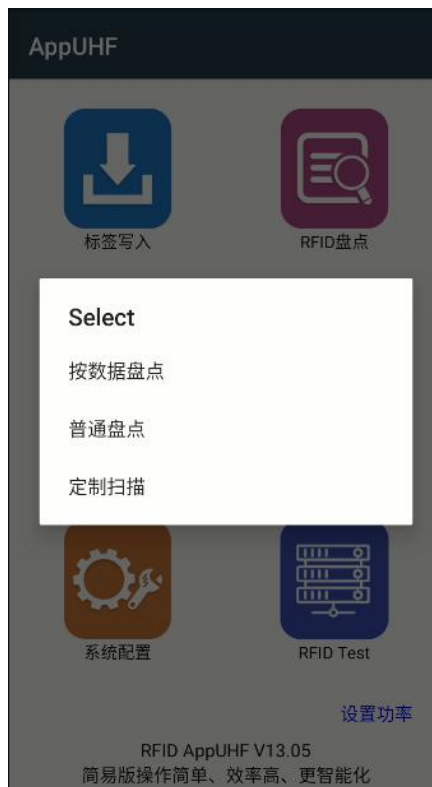 AppUHF
标签写入
RFID盘点
Select
按数据盘点
普通盘点
定制扫描
系统配置
RFID Test
设置功率
RFID AppUHF V13.05
简易版操作简单、效率高、更智能化